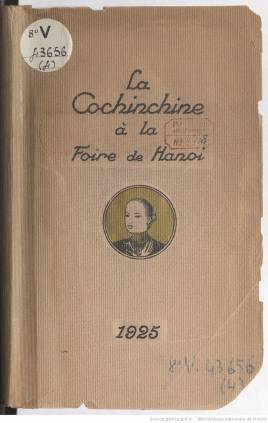 8° V
43656
(4)
La
Cochinchine
à la
Foire de Hanoi
1925
8° V. 43656
(4)
Source gallica.bnf.fr / Bibliothèque nationale de France